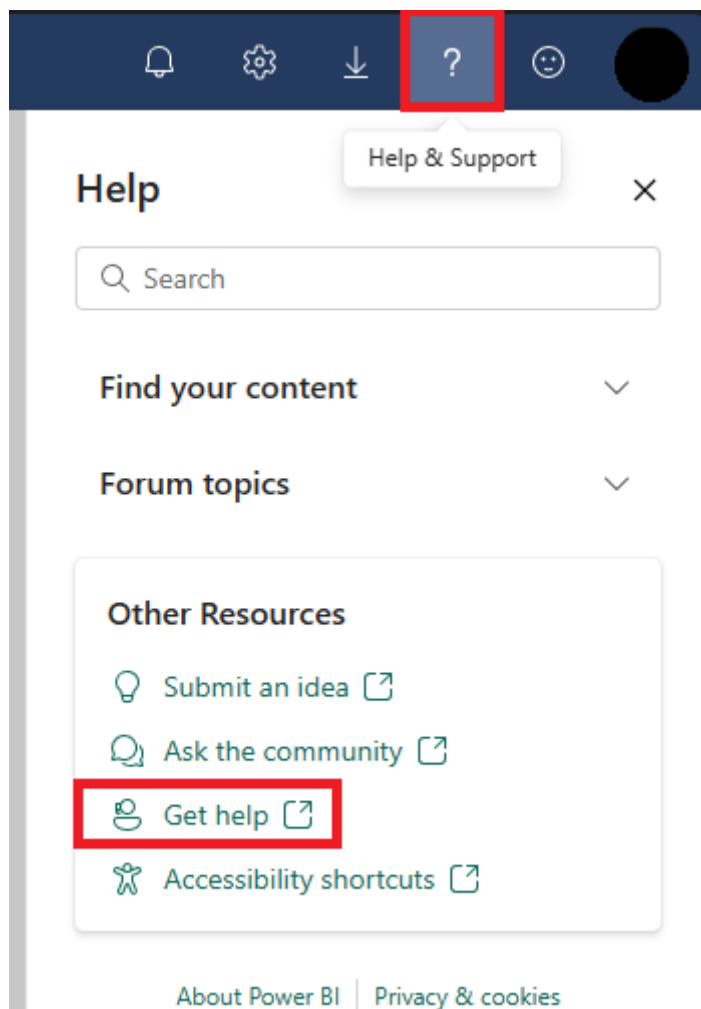 ?
Help & Support
Help
Search
Find your content
Forum topics
Other Resources
Submit an idea
Ask the community
Get help
Accessibility shortcuts
About Power BI | Privacy & cookies